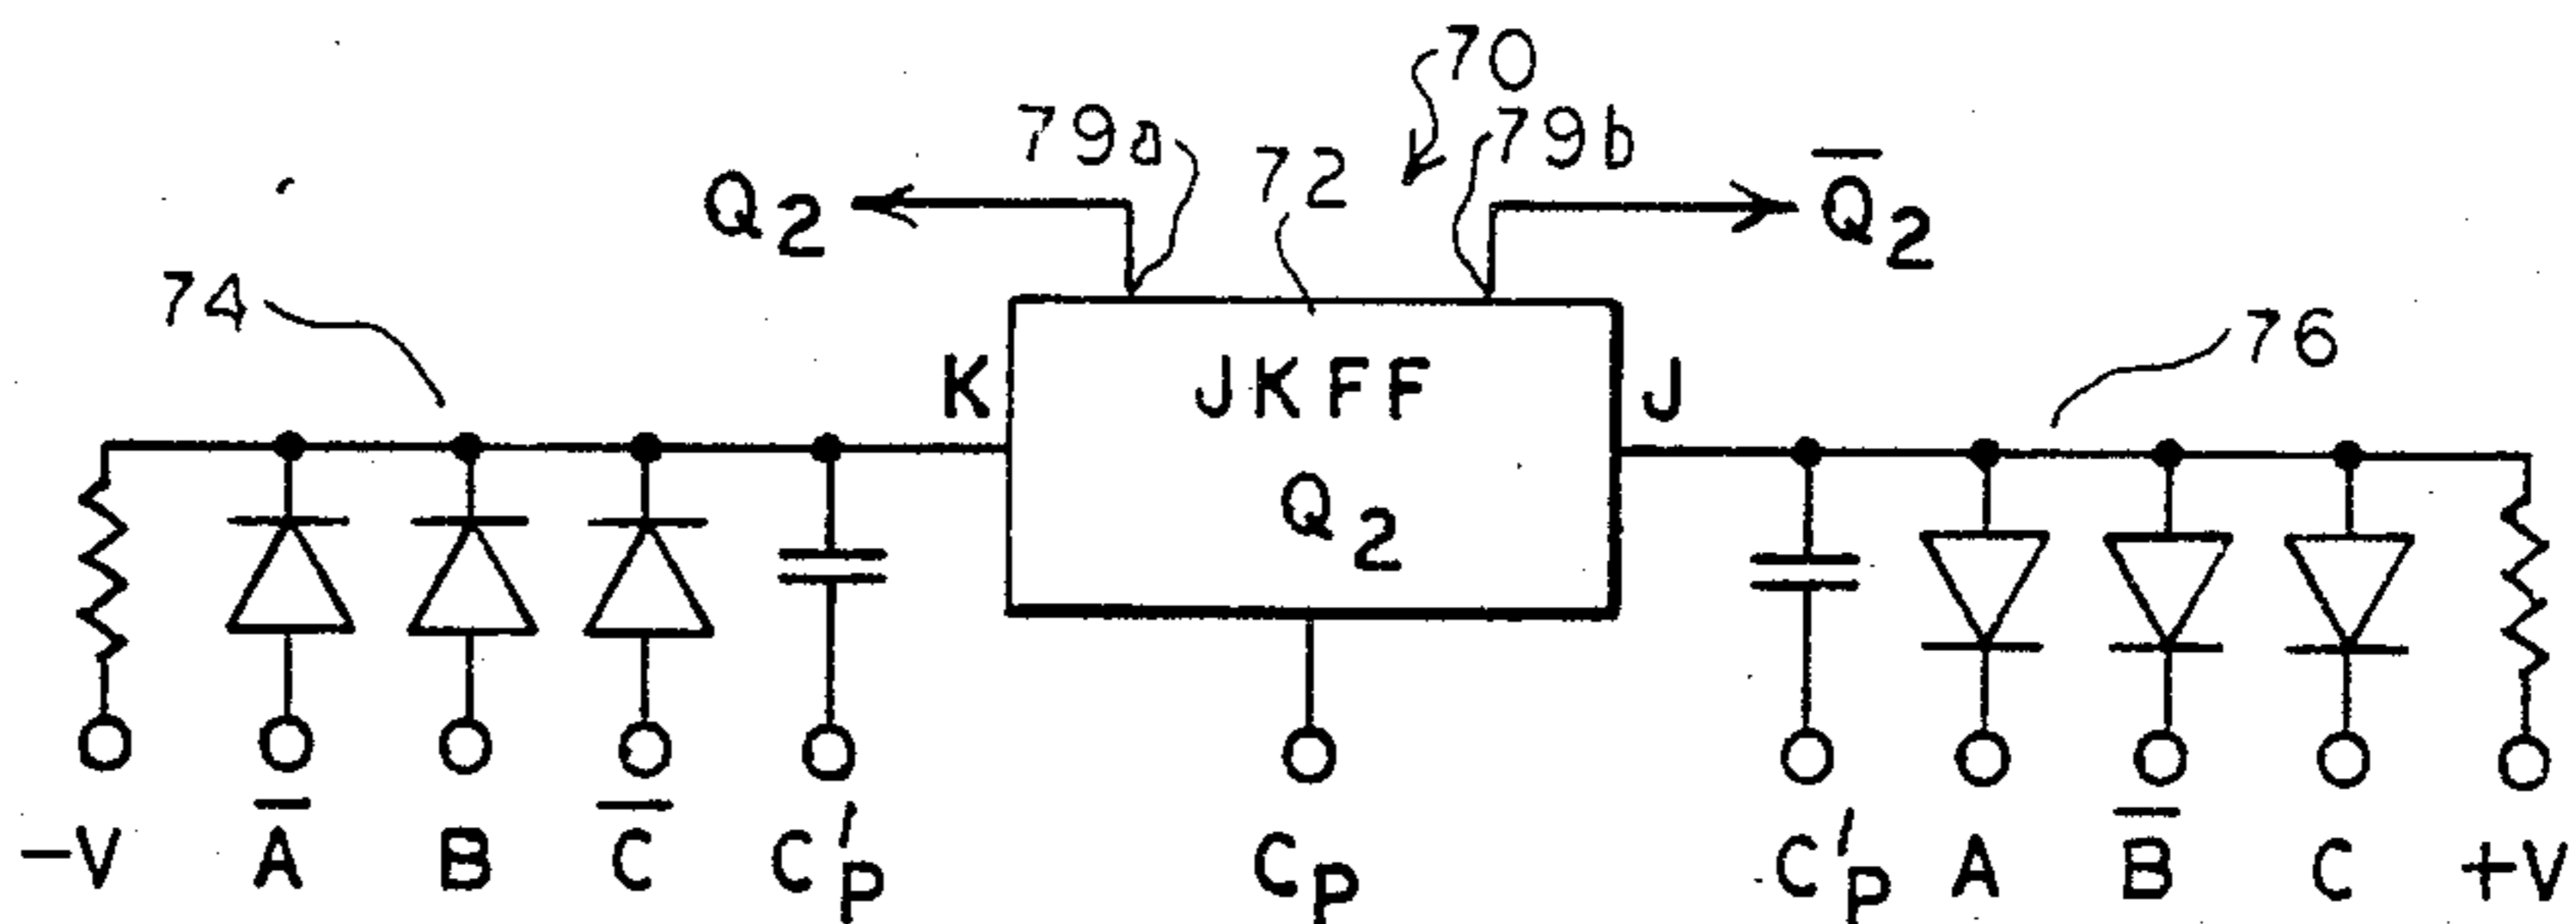 70
79a 79b
72
Q₂ Q̅₂
74
76
K JKFF J
Q₂
−V A̅ B C̅ C′ₚ Cₚ C′ₚ A B̅ C +V